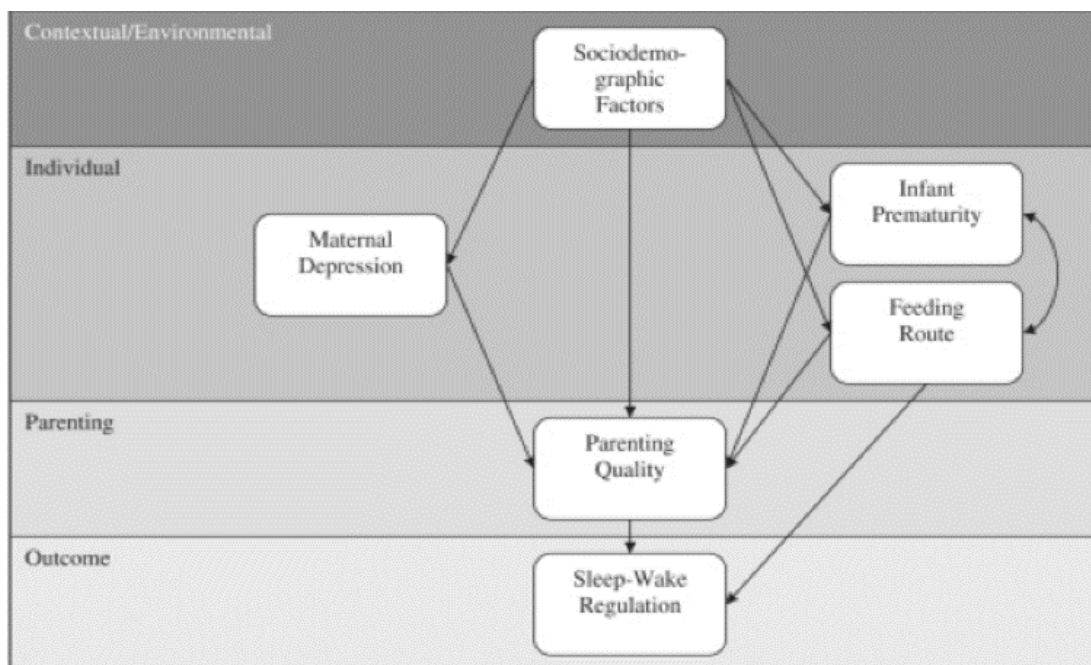 Contextual/Environmental
Sociodemo-
graphic
Factors
Individual
Infant
Prematurity
Maternal
Depression
Feeding
Route
Parenting
Parenting
Quality
Outcome
Sleep-Wake
Regulation